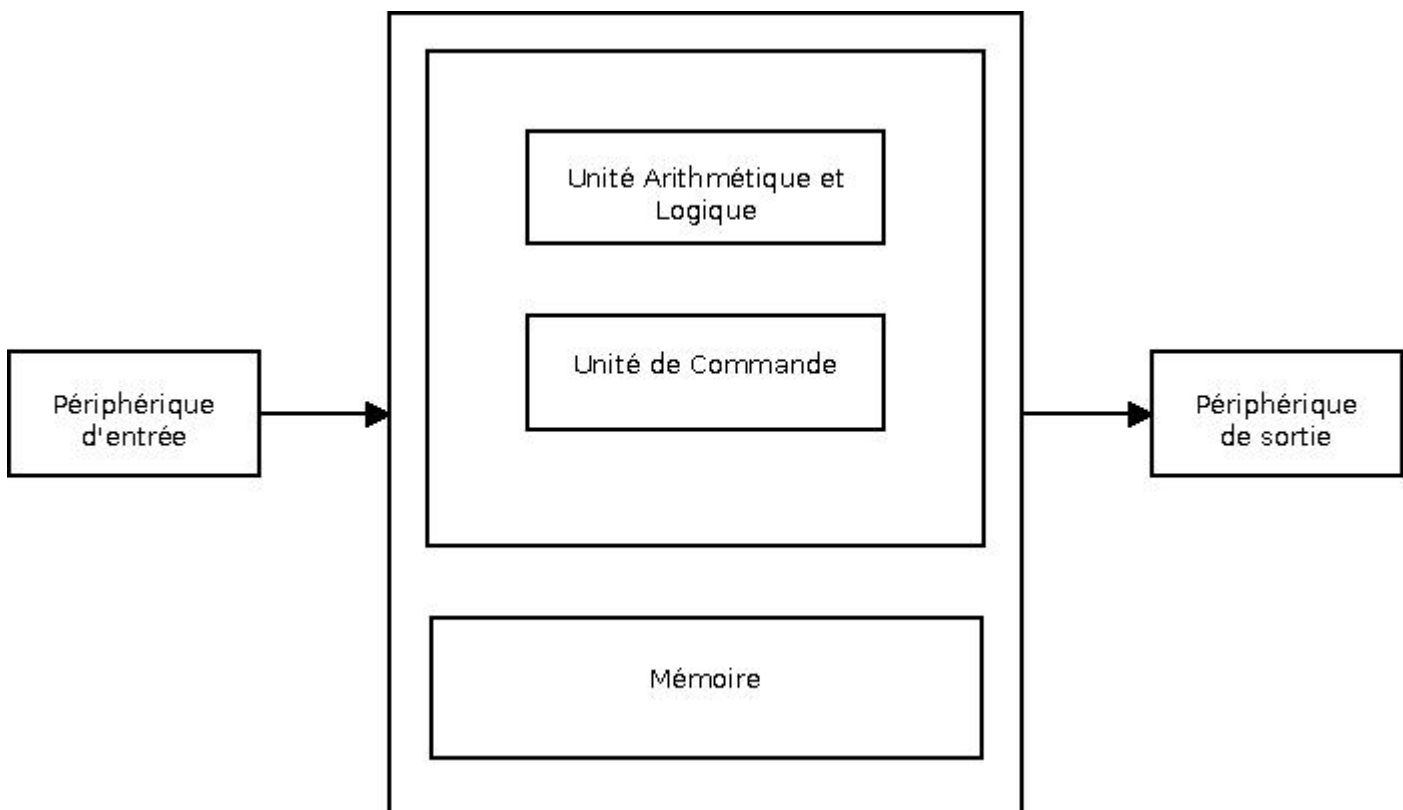 Unité Arithmétique et
Logique
Unité de Commande
Périphérique
d'entrée
Périphérique
de sortie
Mémoire